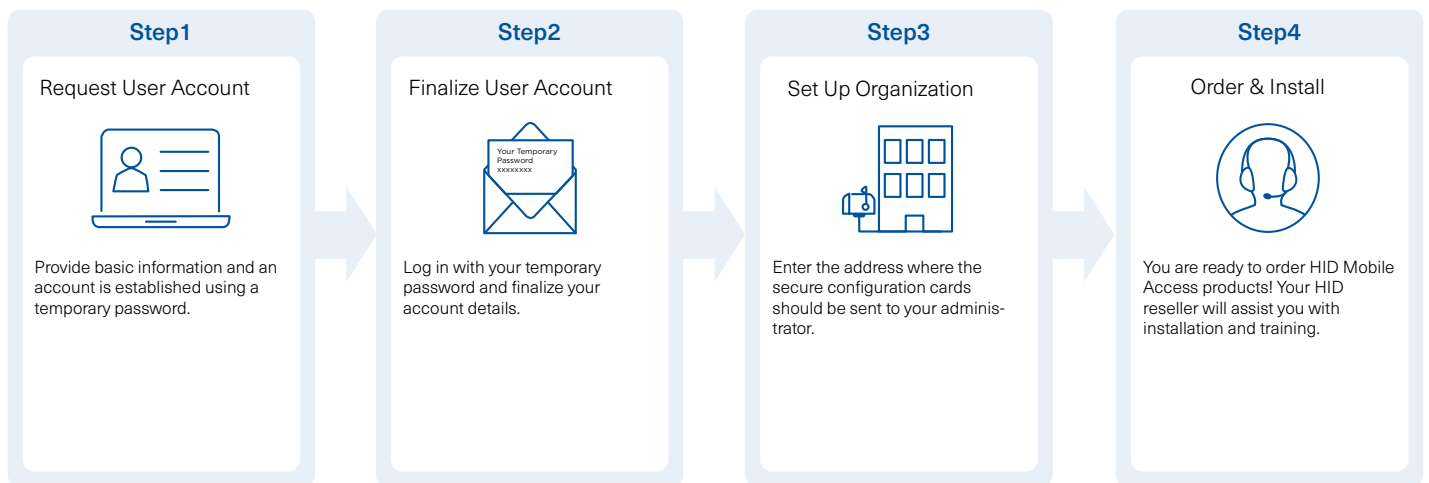 Step1
Request User Account
Provide basic information and an
account is established using a
temporary password.
Step2
Finalize User Account
Your Temporary
Password
xxxxxxxx
Log in with your temporary
password and finalize your
account details.
Step3
Set Up Organization
Enter the address where the
secure configuration cards
should be sent to your adminis-
trator.
Step4
Order & Install
You are ready to order HID Mobile
Access products! Your HID
reseller will assist you with
installation and training.